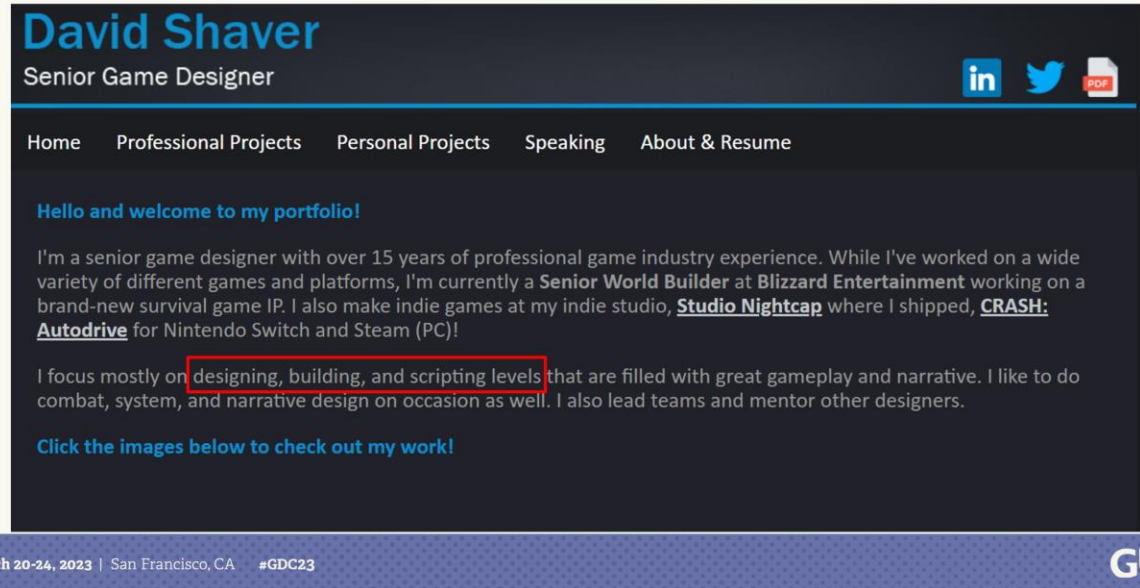 David Shaver
Senior Game Designer
in
PDF
Home Professional Projects Personal Projects Speaking About & Resume
Hello and welcome to my portfolio!
I'm a senior game designer with over 15 years of professional game industry experience. While I've worked on a wide
variety of different games and platforms, I'm currently a Senior World Builder at Blizzard Entertainment working on a
brand-new survival game IP. I also make indie games at my indie studio, Studio Nightcap where I shipped, CRASH:
Autodrive for Nintendo Switch and Steam (PC)!
I focus mostly on designing, building, and scripting levels that are filled with great gameplay and narrative. I like to do
combat, system, and narrative design on occasion as well. I also lead teams and mentor other designers.
Click the images below to check out my work!
h 20-24, 2023 | San Francisco, CA #GDC23
G